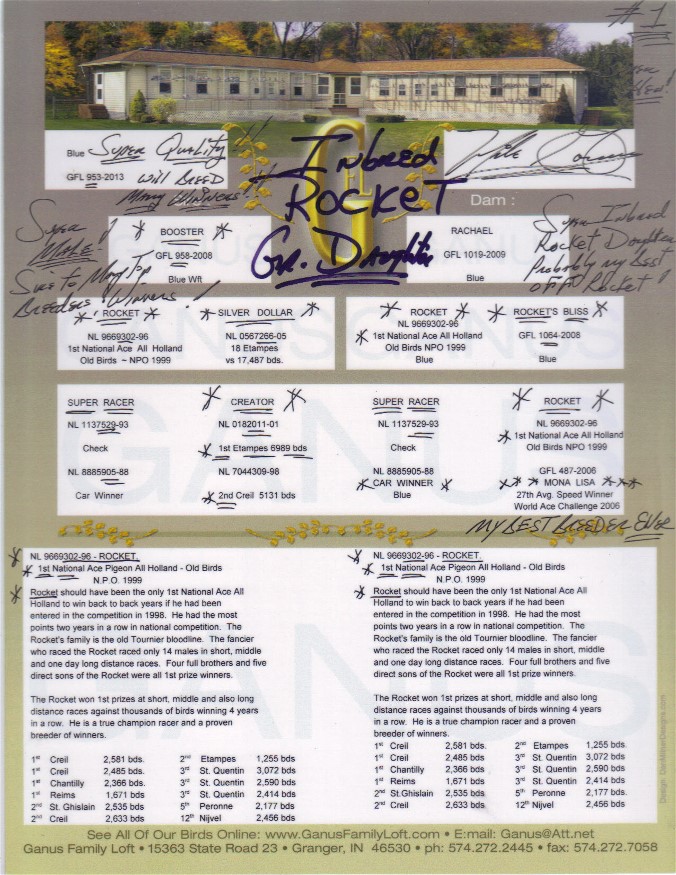 #1
Blue Super Quality!!
GFL 953-2013 Will Breed
Many Winners!!
Inbred
Rocket
Gr. Daughter
Dam :
Super
Male!
Sire to Many Top
Breeders Winners!
BOOSTER
GFL 958-2008
Blue Wft
RACHAEL
GFL 1019-2009
Blue
Super Inbred
Rocket Daughter
Probably my Best
off Rocket!
ROCKET
NL 9669302-96
1st National Ace All Holland
Old Birds ~ NPO 1999
SILVER DOLLAR
NL 0567266-05
18 Etampes
vs 17,487 bds.
ROCKET
NL 9669302-96
1st National Ace All Holland
Old Birds NPO 1999
Blue
ROCKET'S BLISS
GFL 1064-2008
Blue
SUPER RACER
NL 1137529-93
Check
NL 8885905-88
Car Winner
CREATOR
NL 0182011-01
1st Etampes 6989 bds
NL 7044309-98
2nd Creil 5131 bds
SUPER RACER
NL 1137529-93
Check
NL 8885905-88
CAR WINNER
Blue
ROCKET
NL 9669302-96
1st National Ace All Holland
Old Birds NPO 1999
GFL 487-2006
MONA LISA
27th Avg. Speed Winner
World Ace Challenge 2006
My Best Breeder Ever
NL 9669302-96 - ROCKET.
1st National Ace Pigeon All Holland - Old Birds
N.P.O. 1999
Rocket should have been the only 1st National Ace All
Holland to win back to back years if he had been
entered in the competition in 1998. He had the most
points two years in a row in national competition. The
Rocket's family is the old Tournier bloodline. The fancier
who raced the Rocket raced only 14 males in short, middle
and one day long distance races. Four full brothers and five
direct sons of the Rocket were all 1st prize winners.
The Rocket won 1st prizes at short, middle and also long
distance races against thousands of birds winning 4 years
in a row. He is a true champion racer and a proven
breeder of winners.
1st Creil 2,581 bds. 2nd Etampes 1,255 bds
1st Creil 2,485 bds. 3rd St. Quentin 3,072 bds
1st Chantilly 2,366 bds. 3rd St. Quentin 2,590 bds
1st Reims 1,671 bds 3rd St. Quentin 2,414 bds
2nd St. Ghislain 2,535 bds 5th Peronne 2,177 bds
2nd Creil 2,633 bds 12th Nijvel 2,456 bds
NL 9669302-96 - ROCKET.
1st National Ace Pigeon All Holland - Old Birds
N.P.O. 1999
Rocket should have been the only 1st National Ace All
Holland to win back to back years if he had been
entered in the competition in 1998. He had the most
points two years in a row in national competition. The
Rocket's family is the old Tournier bloodline. The fancier
who raced the Rocket raced only 14 males in short, middle
and one day long distance races. Four full brothers and five
direct sons of the Rocket were all 1st prize winners.
The Rocket won 1st prizes at short, middle and also long
distance races against thousands of birds winning 4 years
in a row. He is a true champion racer and a proven
breeder of winners.
1st Creil 2,581 bds. 2nd Etampes 1,255 bds.
1st Creil 2,485 bds 3rd St. Quentin 3,072 bds
1st Chantilly 2,366 bds 3rd St. Quentin 2,590 bds
1st Reims 1,671 bds 3rd St. Quentin 2,414 bds
2nd St.Ghislain 2,535 bds 5th Peronne 2,177 bds
2nd Creil 2,633 bds 12th Nijvel 2,456 bds
See All Of Our Birds Online: www.GanusFamilyLoft.com • E:mail: Ganus@Att.net
Ganus Family Loft • 15363 State Road 23 • Granger, IN 46530 • ph: 574.272.2445 • fax: 574.272.7058